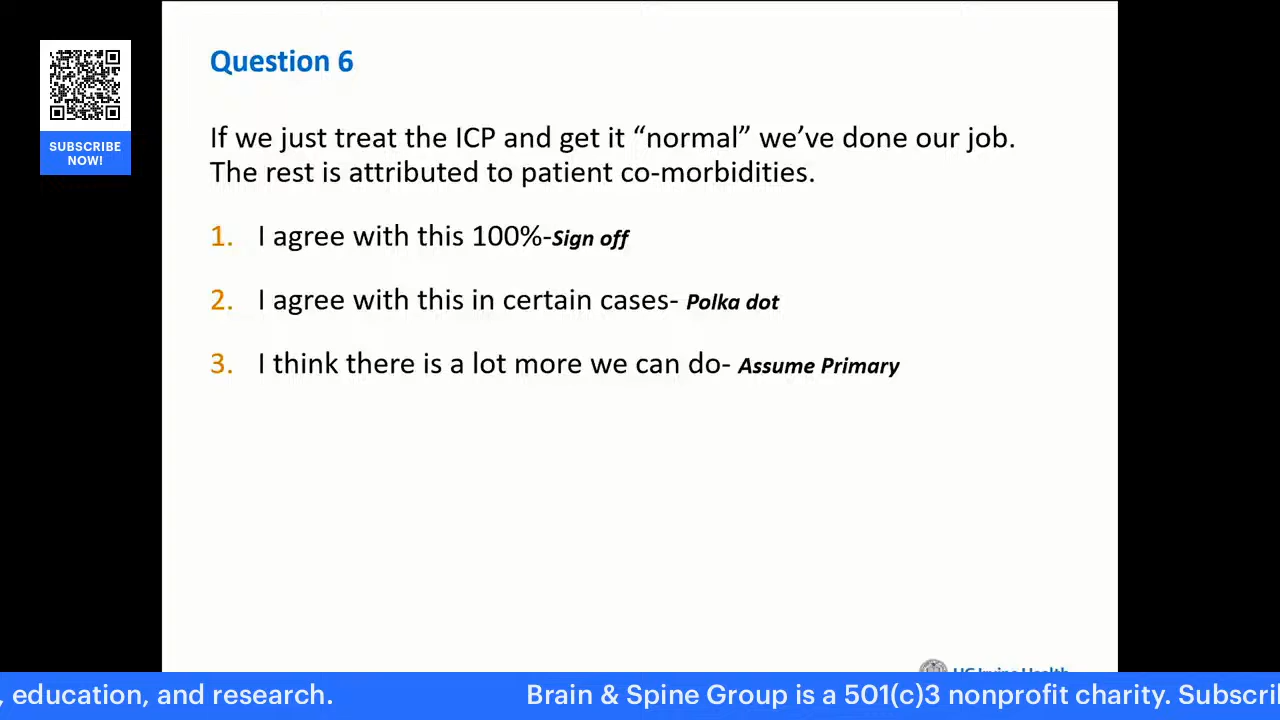 Question 6
SUBSCRIBE
NOW!
If we just treat the ICP and get it “normal” we’ve done our job.
The rest is attributed to patient co-morbidities.
1. I agree with this 100%-Sign off
2. I agree with this in certain cases- Polka dot
3. I think there is a lot more we can do- Assume Primary
UC Irvine Health
, education, and research. Brain & Spine Group is a 501(c)3 nonprofit charity. Subscri